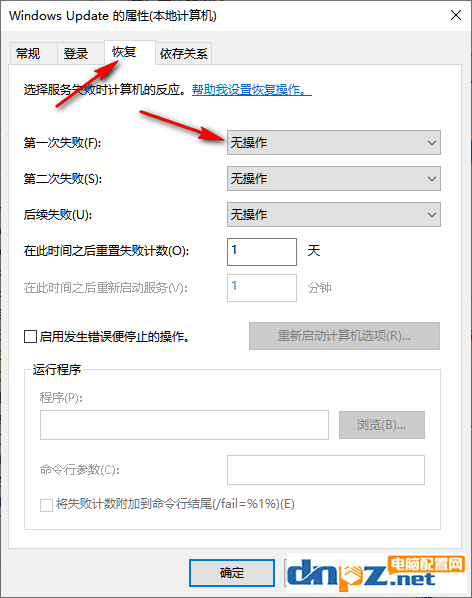 Windows Update 的属性(本地计算机)
常规 登录 恢复 依存关系
选择服务失败时计算机的反应。 帮助我设置恢复操作。
第一次失败(F): 无操作
第二次失败(S): 无操作
后续失败(U): 无操作
在此时间之后重置失败计数(O): 1 天
在此时间之后重新启动服务(V): 1 分钟
启用发生错误便停止的操作。 重新启动计算机选项(R)...
运行程序
程序(P):
浏览(B)...
命令行参数(C):
将失败计数附加到命令行结尾(/fail=%1%)(E)
确定
电脑配置网
dnpz.net